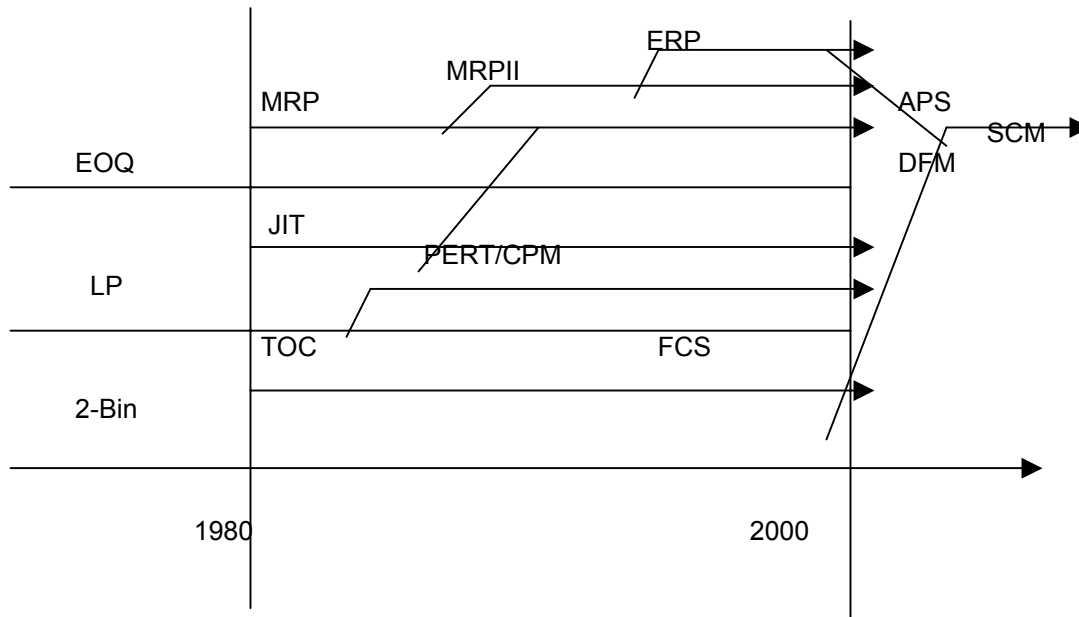 ERP
MRPII
MRP
APS
SCM
EOQ
DFM
JIT
PERT/CPM
LP
TOC
FCS
2-Bin
1980
2000